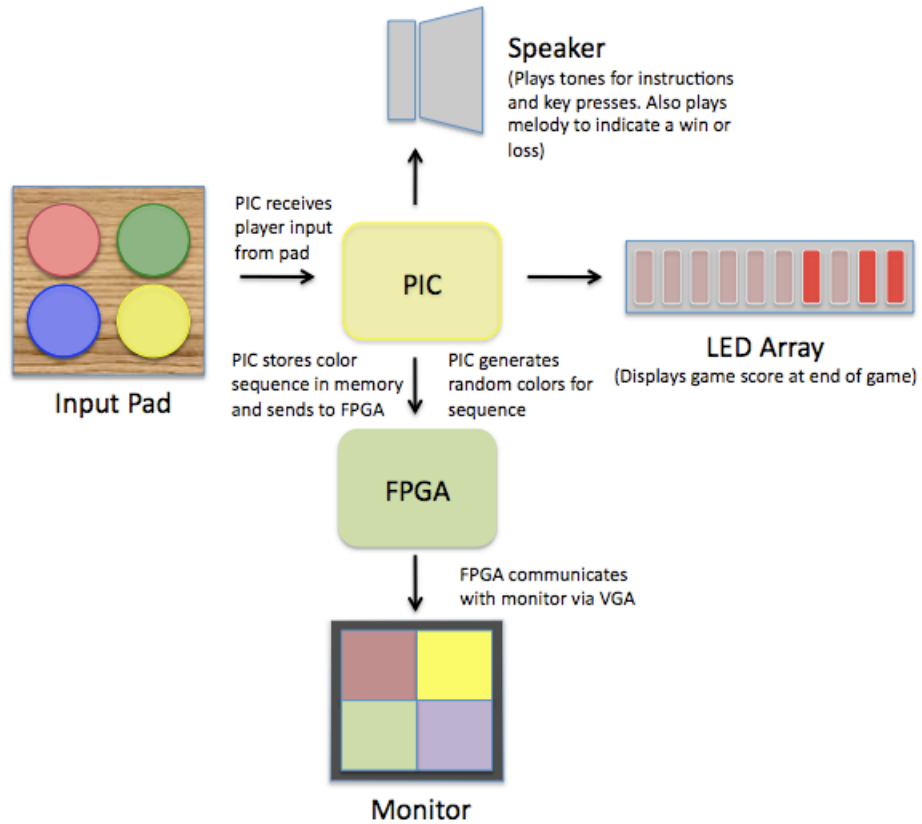 Speaker
(Plays tones for instructions
and key presses. Also plays
melody to indicate a win or
loss)
PIC receives
player input
from pad
PIC
LED Array
(Displays game score at end of game)
Input Pad
PIC stores color
sequence in memory
and sends to FPGA
PIC generates
random colors for
sequence
FPGA
FPGA communicates
with monitor via VGA
Monitor